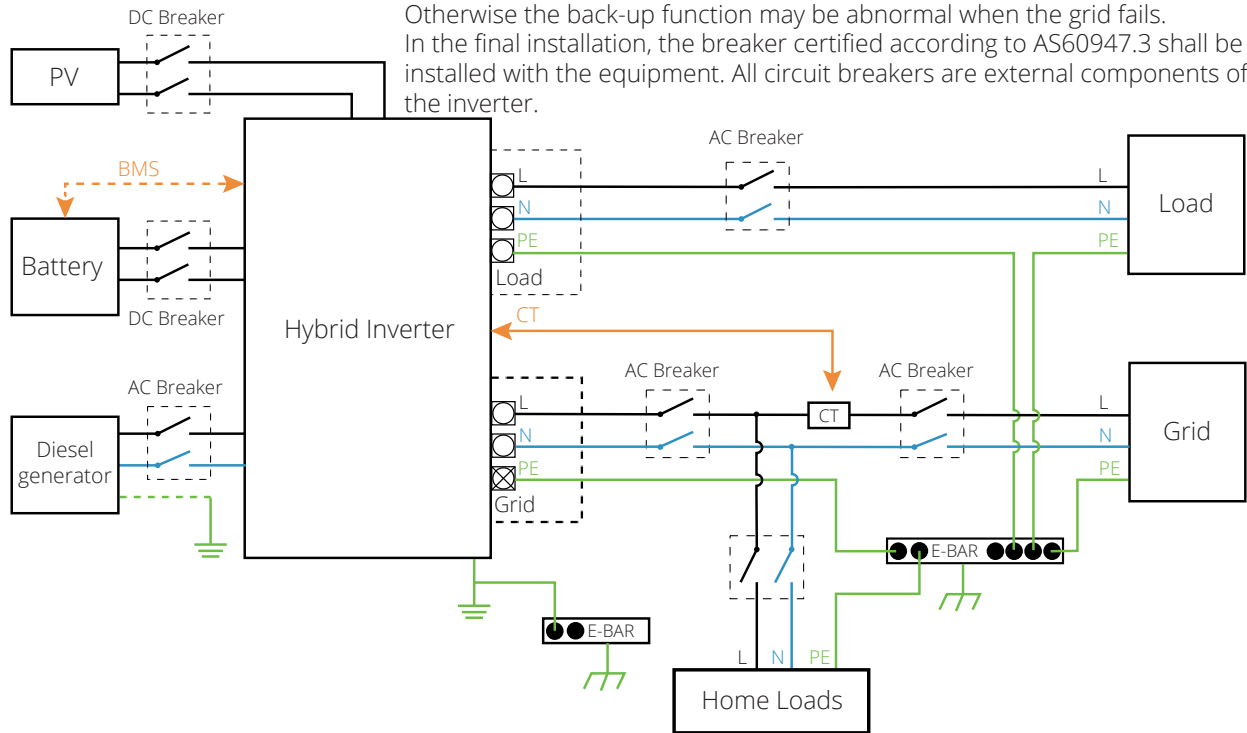 Otherwise the back-up function may be abnormal when the grid fails.
In the final installation, the breaker certified according to AS60947.3 shall be
installed with the equipment. All circuit breakers are external components of
the inverter.
DC Breaker
PV
BMS
Battery
DC Breaker
AC Breaker
Diesel
generator
Hybrid Inverter
L
N
PE
Load
AC Breaker
L
N
PE
Load
CT
L
N
PE
Grid
AC Breaker
CT
AC Breaker
L
N
PE
Grid
E-BAR
E-BAR
L
N
PE
Home Loads